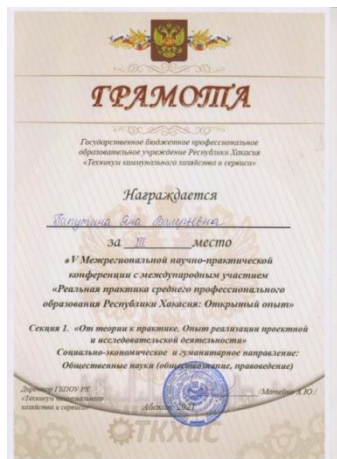 ГРАМОТА
Государственное бюджетное профессиональное
образовательное учреждение Республики Хакасия
«Техникум коммунального хозяйства и сервиса»
Награждается
Яна Валерьевна
за III место
в V Межрегиональной научно-практической
конференции с международным участием
«Реальная практика среднего профессионального
образования Республики Хакасия: Открытый опыт»
Секция 1. «От теории к практике. Опыт реализации проектной
и исследовательской деятельности»
Социально-экономическое и гуманитарное направление:
Общественные науки (обществознание, правоведение)
Директор ГБПОУ РХ
«Техникум коммунального
хозяйства и сервиса»
Абакан 2021
ТКХиС